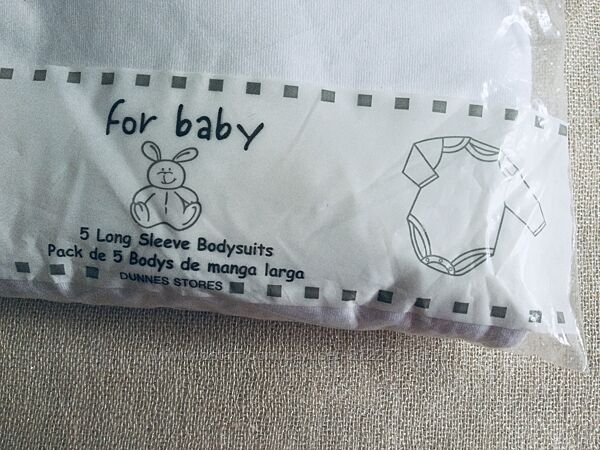 for baby
5 Long Sleeve Bodysuits
Pack de 5 Bodys de manga larga
DUNNES STORES